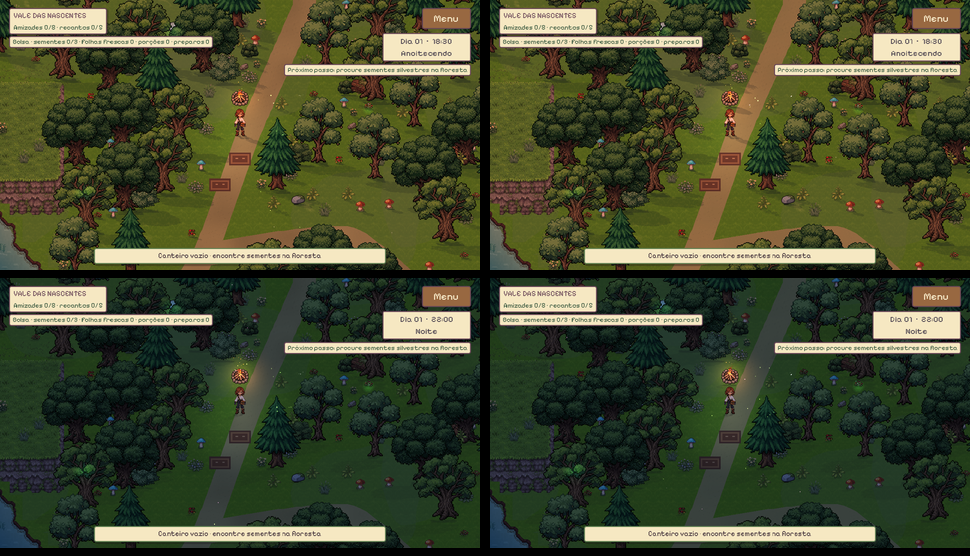 VALE DAS NASCENTES
Amizades 0/8 · recantos 0/8
Bolsa · sementes 0/3 · Folhas Frescas 0 · porções 0 · preparos 0
Menu
Dia 01 · 18:30
Anoitecendo
Próximo passo: procure sementes silvestres na floresta
Canteiro vazio · encontre sementes na floresta
VALE DAS NASCENTES
Amizades 0/8 · recantos 0/8
Bolsa · sementes 0/3 · Folhas Frescas 0 · porções 0 · preparos 0
Menu
Dia 01 · 18:30
Anoitecendo
Próximo passo: procure sementes silvestres na floresta
Canteiro vazio · encontre sementes na floresta
VALE DAS NASCENTES
Amizades 0/8 · recantos 0/8
Bolsa · sementes 0/3 · Folhas Frescas 0 · porções 0 · preparos 0
Menu
Dia 01 · 22:00
Noite
Próximo passo: procure sementes silvestres na floresta
Canteiro vazio · encontre sementes na floresta
VALE DAS NASCENTES
Amizades 0/8 · recantos 0/8
Bolsa · sementes 0/3 · Folhas Frescas 0 · porções 0 · preparos 0
Menu
Dia 01 · 22:00
Noite
Próximo passo: procure sementes silvestres na floresta
Canteiro vazio · encontre sementes na floresta